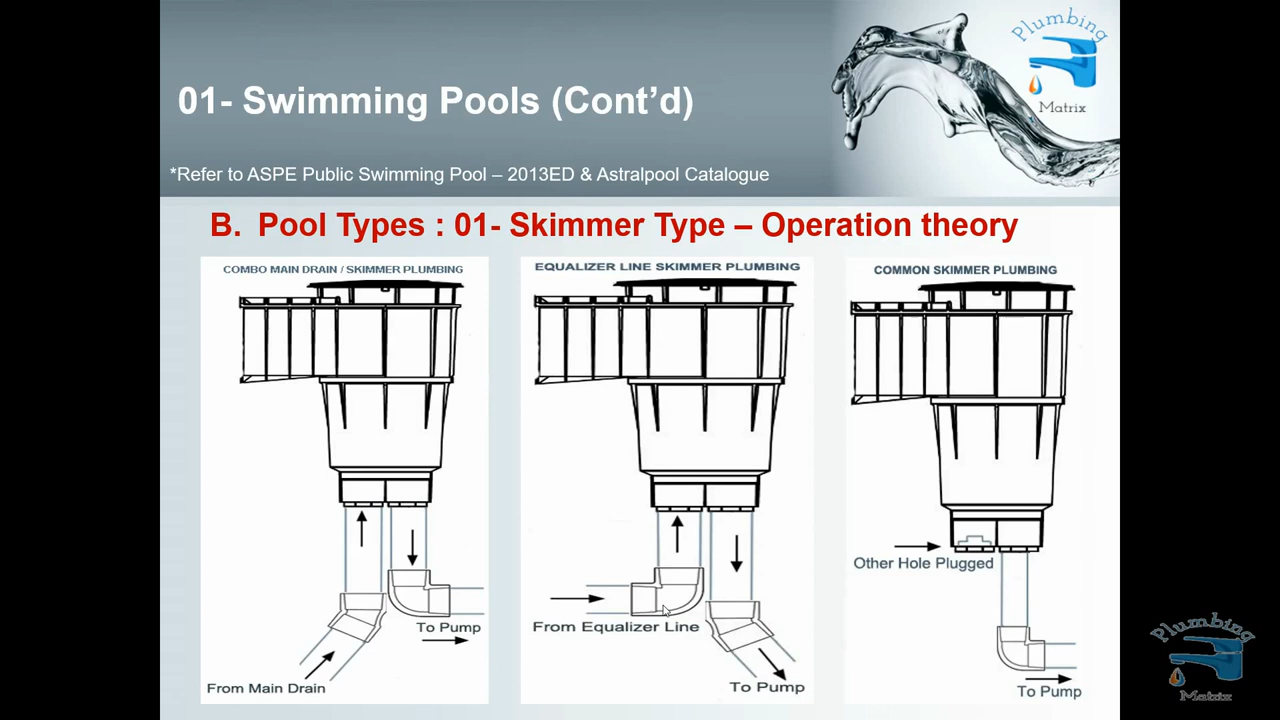 Plumbing
Matrix
01- Swimming Pools (Cont'd)
*Refer to ASPE Public Swimming Pool – 2013ED & Astralpool Catalogue
B. Pool Types : 01- Skimmer Type – Operation theory
COMBO MAIN DRAIN / SKIMMER PLUMBING
From Main Drain
To Pump
EQUALIZER LINE SKIMMER PLUMBING
From Equalizer Line
To Pump
COMMON SKIMMER PLUMBING
Other Hole Plugged
To Pump
Plumbing
Matrix